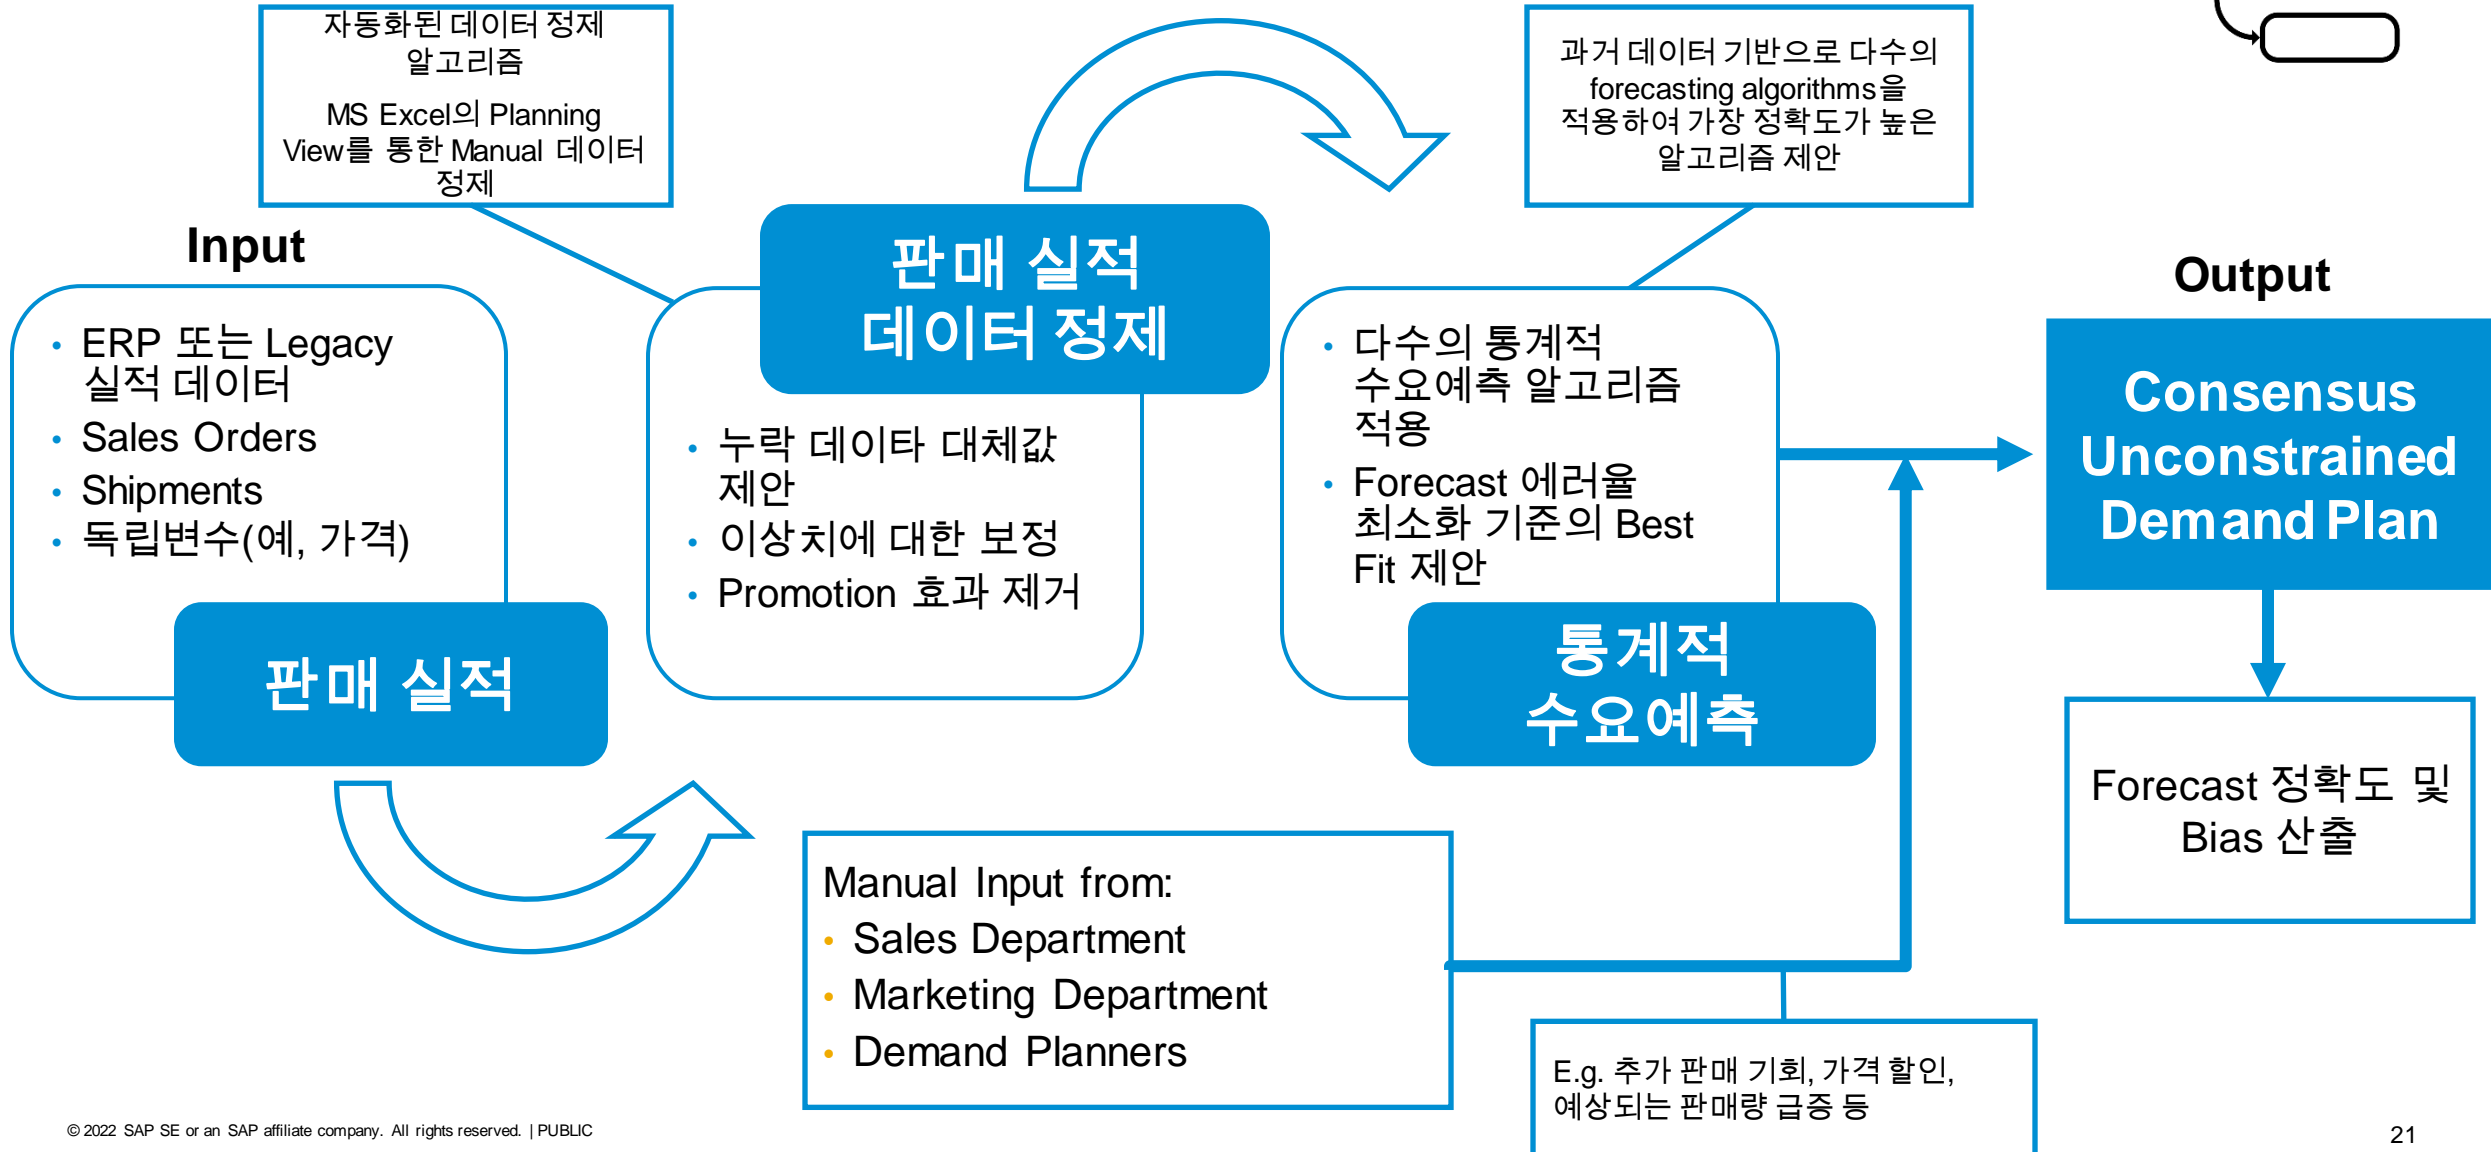 자동화된 데이터 정제
알고리즘
MS Excel의 Planning
View를 통한 Manual 데이터
정제
과거 데이터 기반으로 다수의
forecasting algorithms을
적용하여 가장 정확도가 높은
알고리즘 제안
Input
• ERP 또는 Legacy
실적 데이터
• Sales Orders
• Shipments
• 독립변수(예, 가격)
판매 실적
판매 실적
데이터 정제
• 누락 데이타 대체값
제안
• 이상치에 대한 보정
• Promotion 효과 제거
• 다수의 통계적
수요예측 알고리즘
적용
• Forecast 에러율
최소화 기준의 Best
Fit 제안
통계적
수요예측
Output
Consensus
Unconstrained
Demand Plan
Forecast 정확도 및
Bias 산출
Manual Input from:
• Sales Department
• Marketing Department
• Demand Planners
E.g. 추가 판매 기회, 가격 할인,
예상되는 판매량 급증 등
© 2022 SAP SE or an SAP affiliate company. All rights reserved. | PUBLIC
21